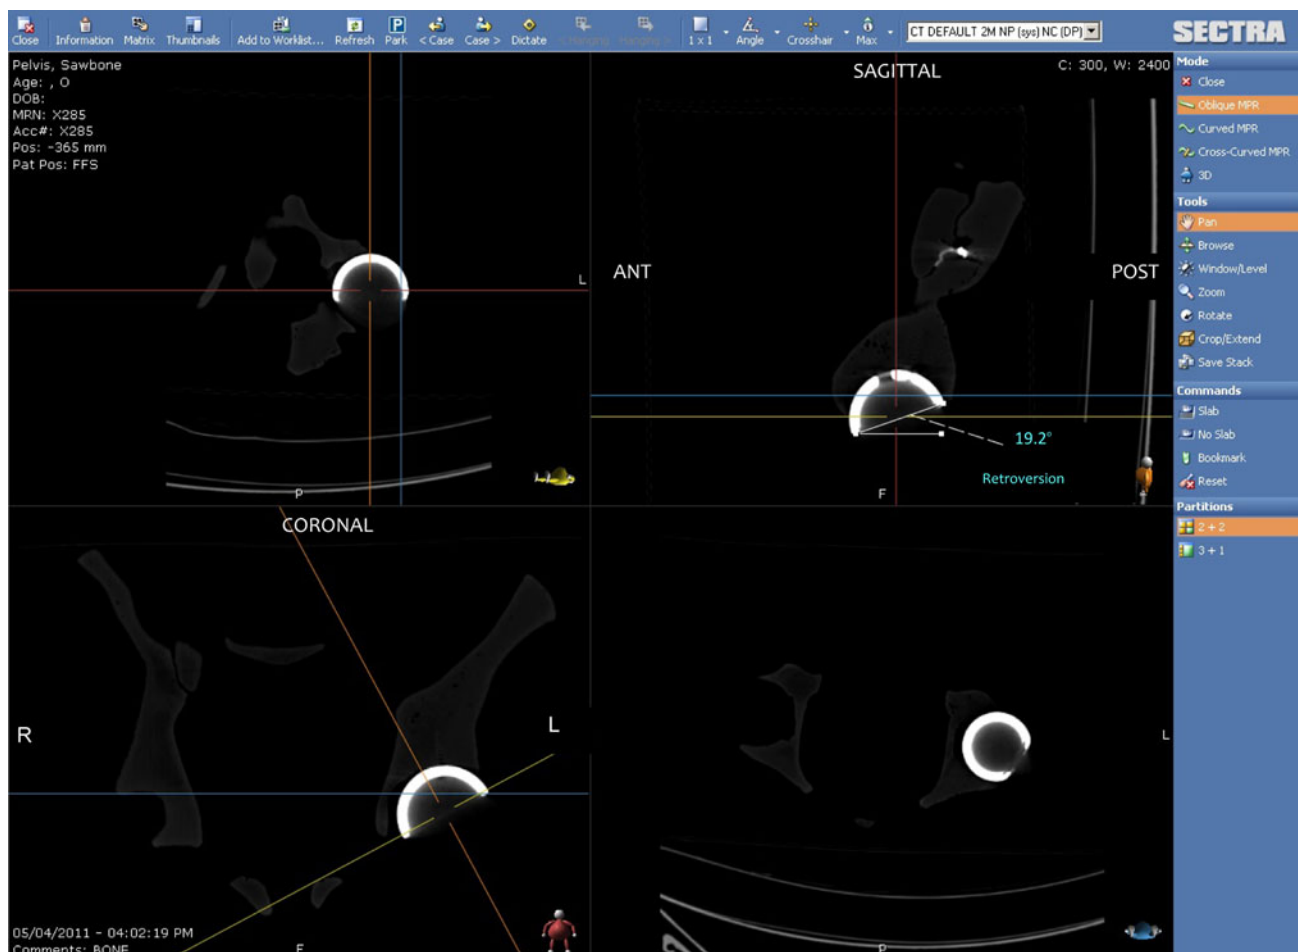 Close Information Matrix Thumbnails Add to Worklist... Refresh Park < Case Case > Dictate < Hanging Hanging > 1 x 1 Angle Crosshair Max CT DEFAULT 2M NP (sys) NC (DP) SECTRA
Pelvis, Sawbone
Age: , O
DOB:
MRN: X285
Acc#: X285
Pos: -365 mm
Pat Pos: FFS
L
P
SAGITTAL
C: 300, W: 2400
ANT
POST
19.2°
Retroversion
F
CORONAL
R
L
05/04/2011 - 04:02:19 PM
Comments: BONE
F
L
P
Mode
Close
Oblique MPR
Curved MPR
Cross-Curved MPR
3D
Tools
Pan
Browse
Window/Level
Zoom
Rotate
Crop/Extend
Save Stack
Commands
Slab
No Slab
Bookmark
Reset
Partitions
2 + 2
3 + 1